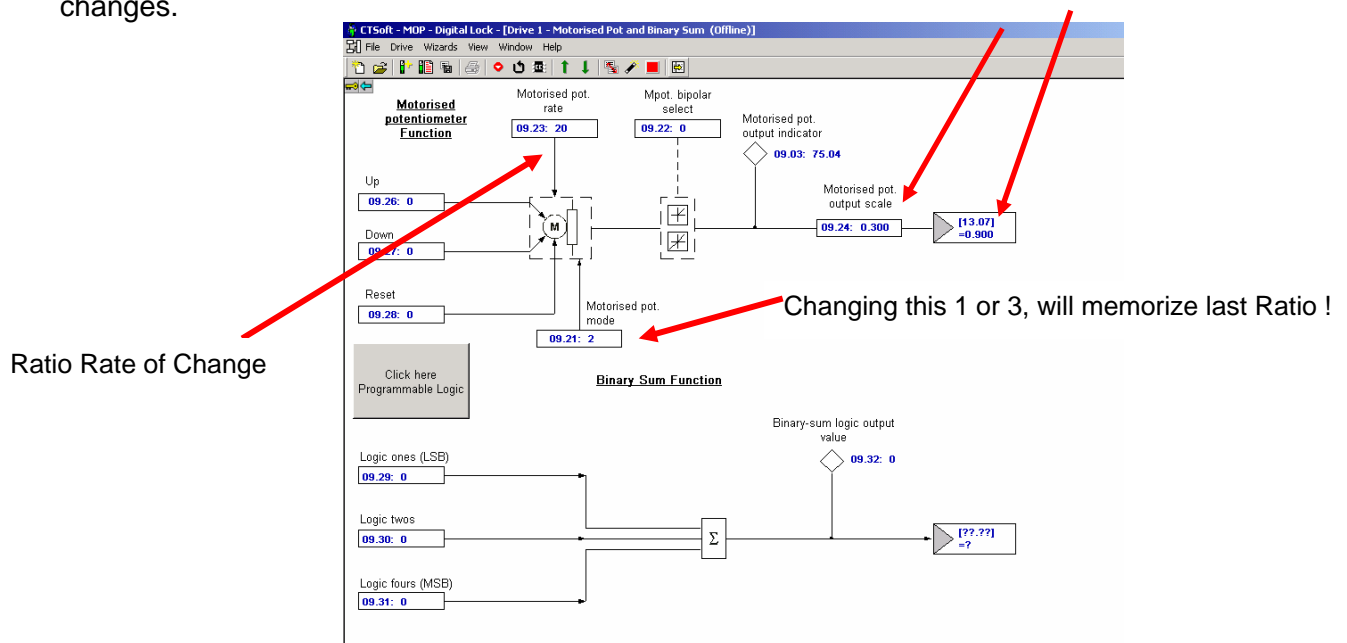 changes.
CTSoft - MOP - Digital Lock - [Drive 1 - Motorised Pot and Binary Sum (Offline)]
File Drive Wizards View Window Help
Motorised
potentiometer
Function
Motorised pot.
rate
09.23: 20
Mpot. bipolar
select
09.22: 0
Motorised pot.
output indicator
09.03: 75.04
Up
09.26: 0
Motorised pot.
output scale
09.24: 0.300
[13.07]
=0.900
M
Down
09.27: 0
Reset
09.28: 0
Motorised pot.
mode
09.21: 2
Changing this 1 or 3, will memorize last Ratio !
Ratio Rate of Change
Click here
Programmable Logic
Binary Sum Function
Binary-sum logic output
value
09.32: 0
Logic ones (LSB)
09.29: 0
Logic twos
09.30: 0
Σ
[??.??]
=?
Logic fours (MSB)
09.31: 0